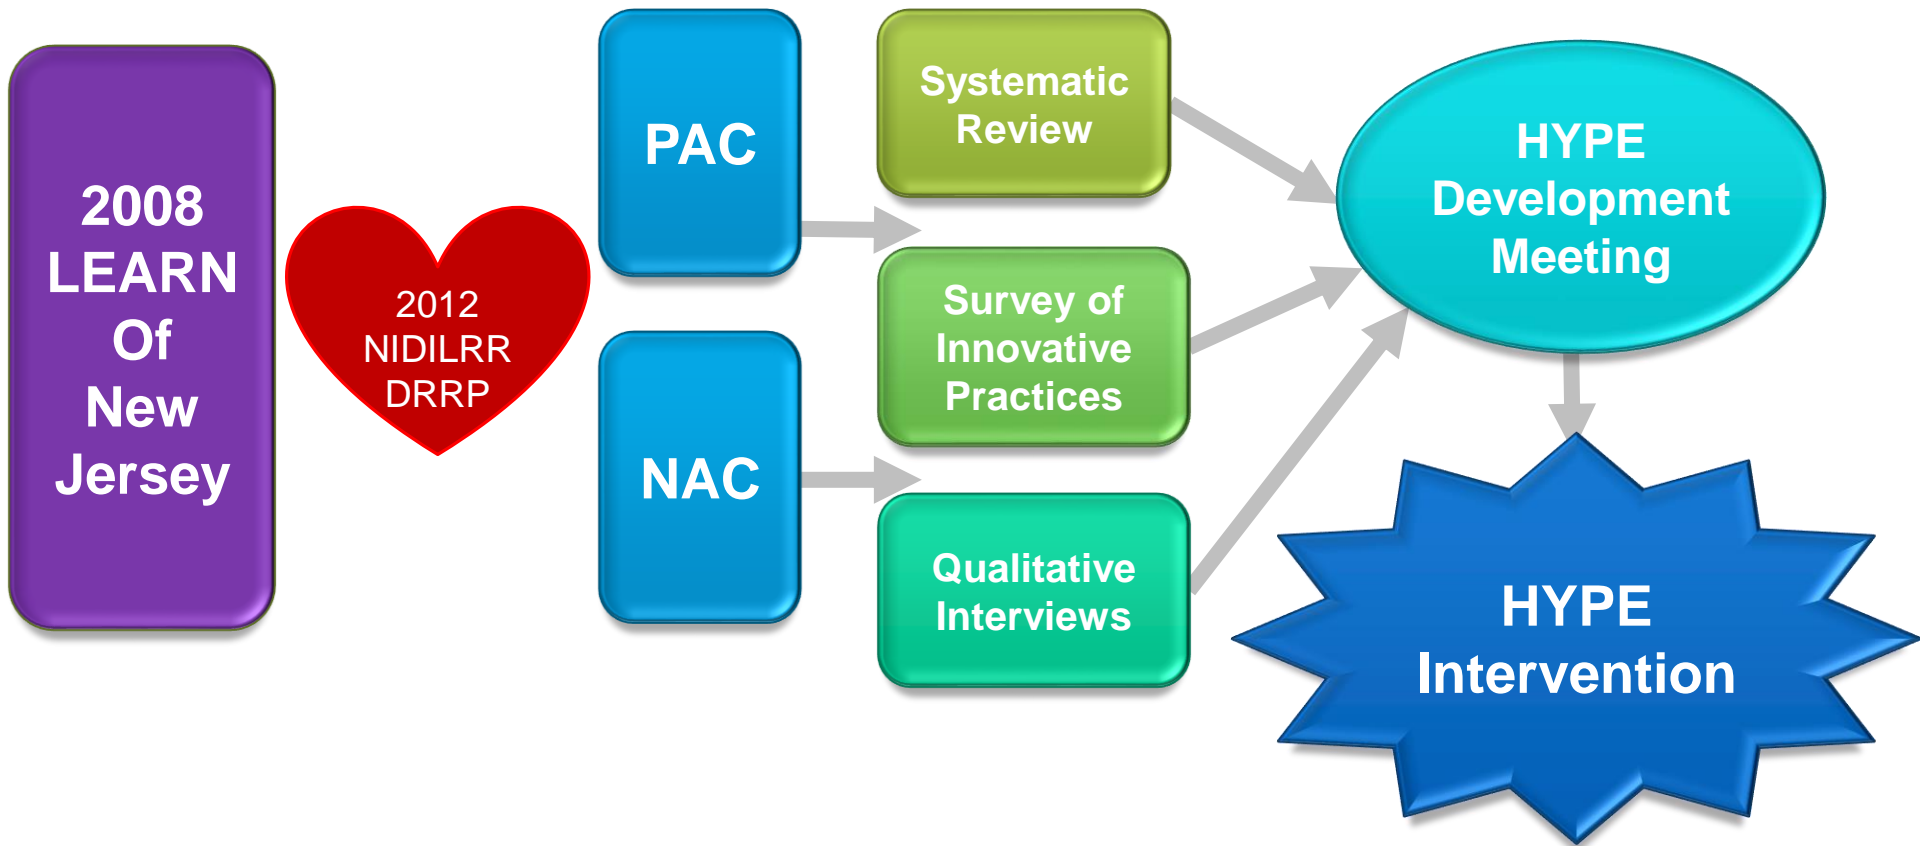 2008
LEARN
Of
New
Jersey
2012
NIDILRR
DRRP
PAC
NAC
Systematic
Review
Survey of
Innovative
Practices
Qualitative
Interviews
HYPE
Development
Meeting
HYPE
Intervention